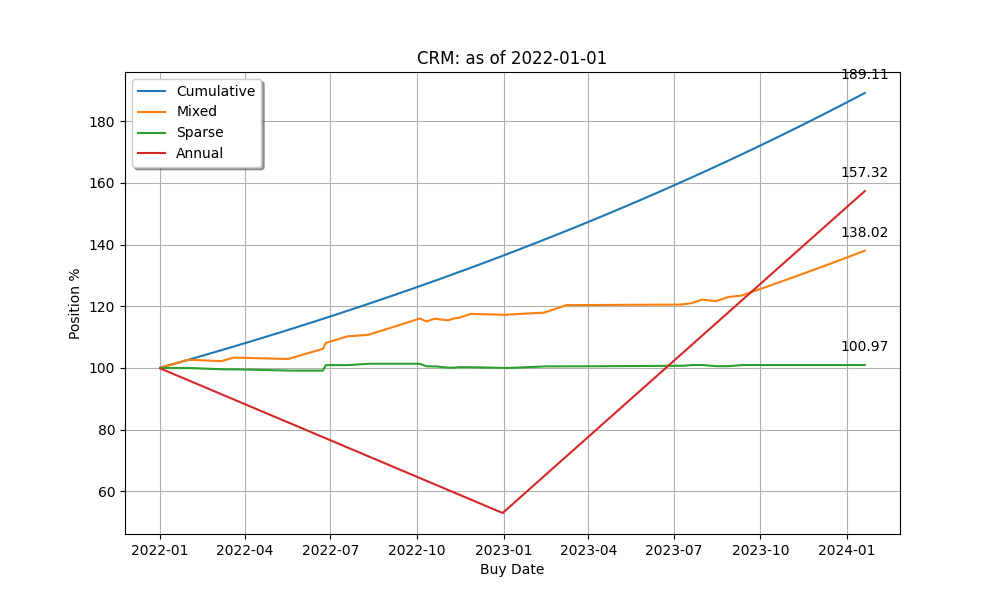 CRM: as of 2022-01-01
189.11
Cumulative
Mixed
Sparse
Annual
157.32
138.02
100.97
180
160
140
120
100
80
60
Position %
2022-01 2022-04 2022-07 2022-10 2023-01 2023-04 2023-07 2023-10 2024-01
Buy Date